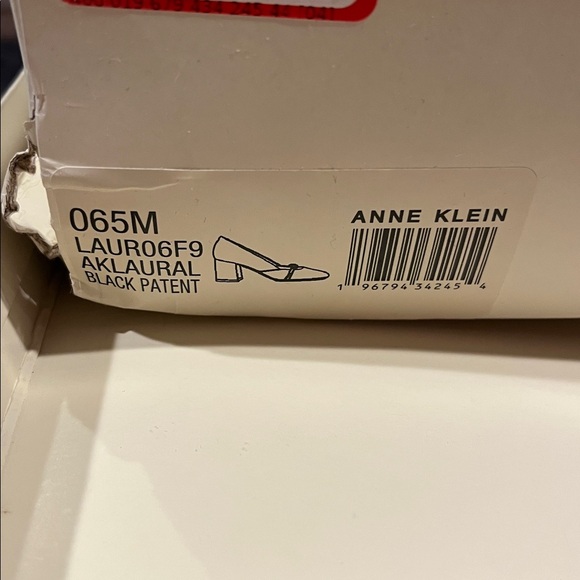 065M
LAUR06F9
AKLAURAL
BLACK PATENT
ANNE KLEIN
1 96794 34245 4